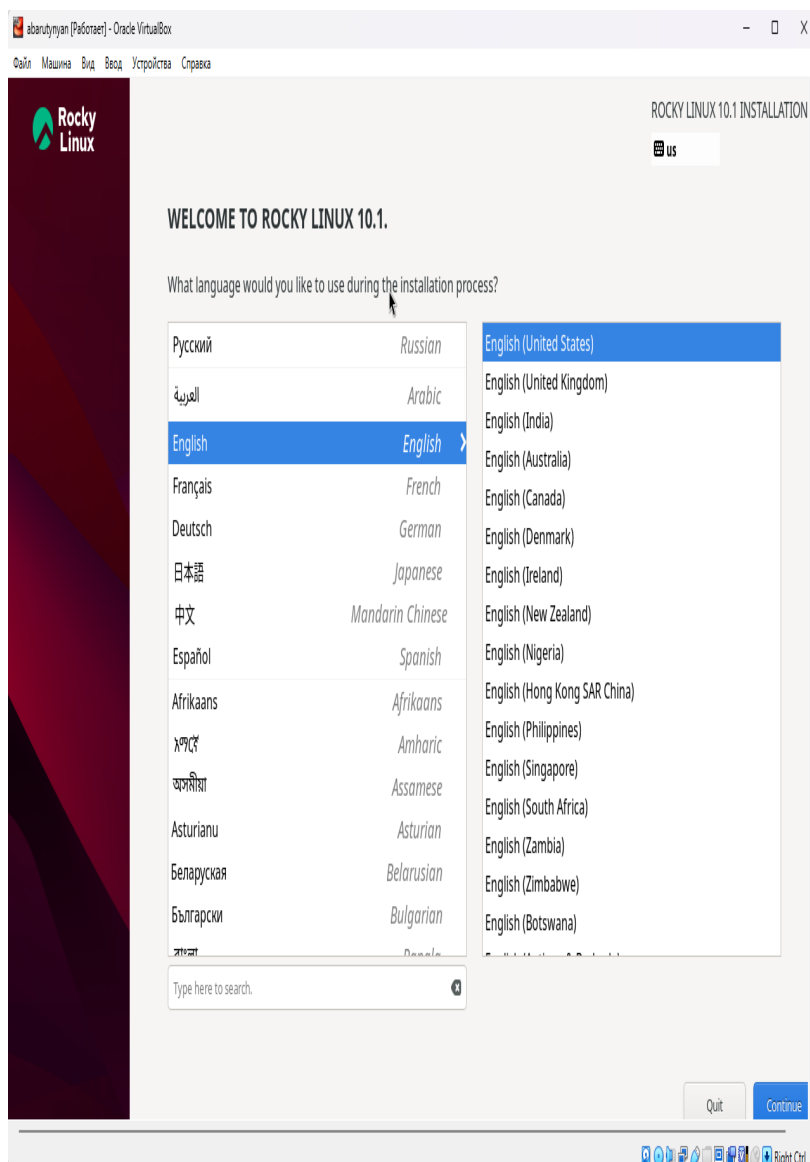 abarutynyan [Работает] - Oracle VirtualBox
Файл Машина Вид Ввод Устройства Справка
Rocky
Linux
ROCKY LINUX 10.1 INSTALLATION
us
WELCOME TO ROCKY LINUX 10.1.
What language would you like to use during the installation process?
Русский Russian
العربية Arabic
English English
Français French
Deutsch German
日本語 Japanese
中文 Mandarin Chinese
Español Spanish
Afrikaans Afrikaans
አማርኛ Amharic
অসমীয়া Assamese
Asturianu Asturian
Беларуская Belarusian
Български Bulgarian
English (United States)
English (United Kingdom)
English (India)
English (Australia)
English (Canada)
English (Denmark)
English (Ireland)
English (New Zealand)
English (Nigeria)
English (Hong Kong SAR China)
English (Philippines)
English (Singapore)
English (South Africa)
English (Zambia)
English (Zimbabwe)
English (Botswana)
Type here to search.
Quit
Continue
Right Ctrl